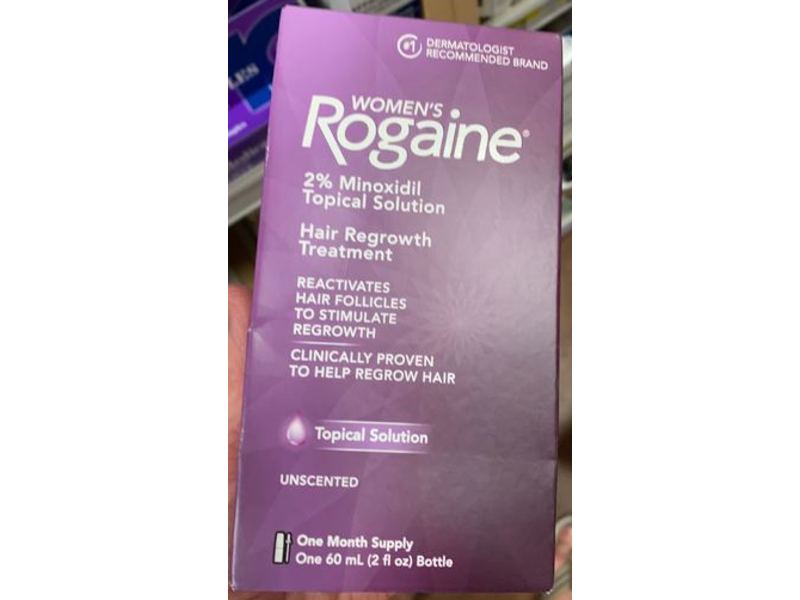 #1 DERMATOLOGIST
RECOMMENDED BRAND
WOMEN'S
Rogaine®
2% Minoxidil
Topical Solution
Hair Regrowth
Treatment
REACTIVATES
HAIR FOLLICLES
TO STIMULATE
REGROWTH
CLINICALLY PROVEN
TO HELP REGROW HAIR
Topical Solution
UNSCENTED
One Month Supply
One 60 mL (2 fl oz) Bottle